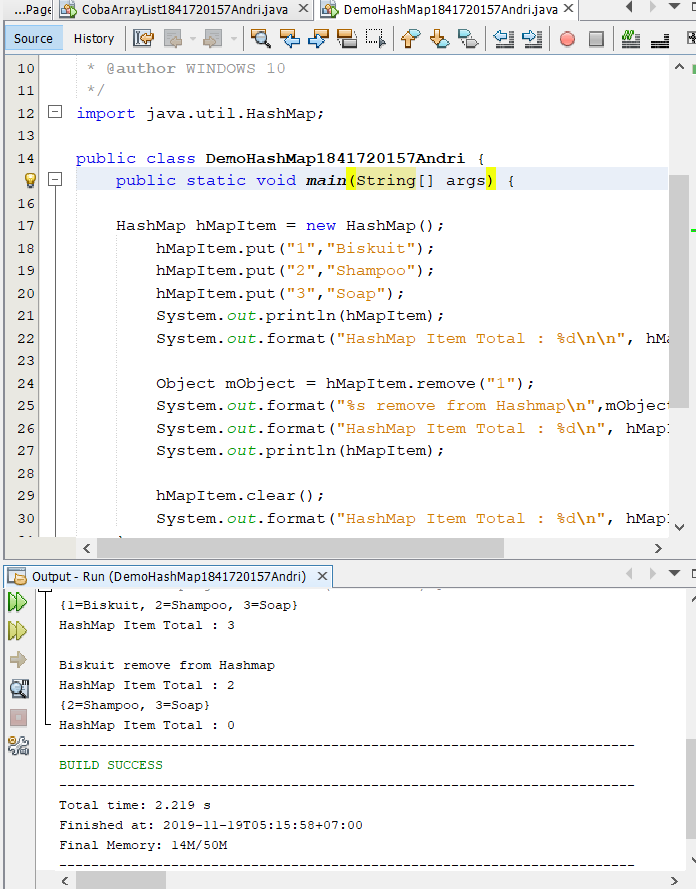 ...Page CobaArrayList1841720157Andri.java DemoHashMap1841720157Andri.java
Source History
10 * @author WINDOWS 10
11 */
12 import java.util.HashMap;
13
14 public class DemoHashMap1841720157Andri {
public static void main(String[] args) {
16
17 HashMap hMapItem = new HashMap();
18 hMapItem.put("1","Biskuit");
19 hMapItem.put("2","Shampoo");
20 hMapItem.put("3","Soap");
21 System.out.println(hMapItem);
22 System.out.format("HashMap Item Total : %d\n\n", hMa
23
24 Object mObject = hMapItem.remove("1");
25 System.out.format("%s remove from Hashmap\n",mObject
26 System.out.format("HashMap Item Total : %d\n", hMapI
27 System.out.println(hMapItem);
28
29 hMapItem.clear();
30 System.out.format("HashMap Item Total : %d\n", hMapI
Output - Run (DemoHashMap1841720157Andri)
{1=Biskuit, 2=Shampoo, 3=Soap}
HashMap Item Total : 3
Biskuit remove from Hashmap
HashMap Item Total : 2
{2=Shampoo, 3=Soap}
HashMap Item Total : 0
------------------------------------------------------------------------
BUILD SUCCESS
------------------------------------------------------------------------
Total time: 2.219 s
Finished at: 2019-11-19T05:15:58+07:00
Final Memory: 14M/50M
------------------------------------------------------------------------